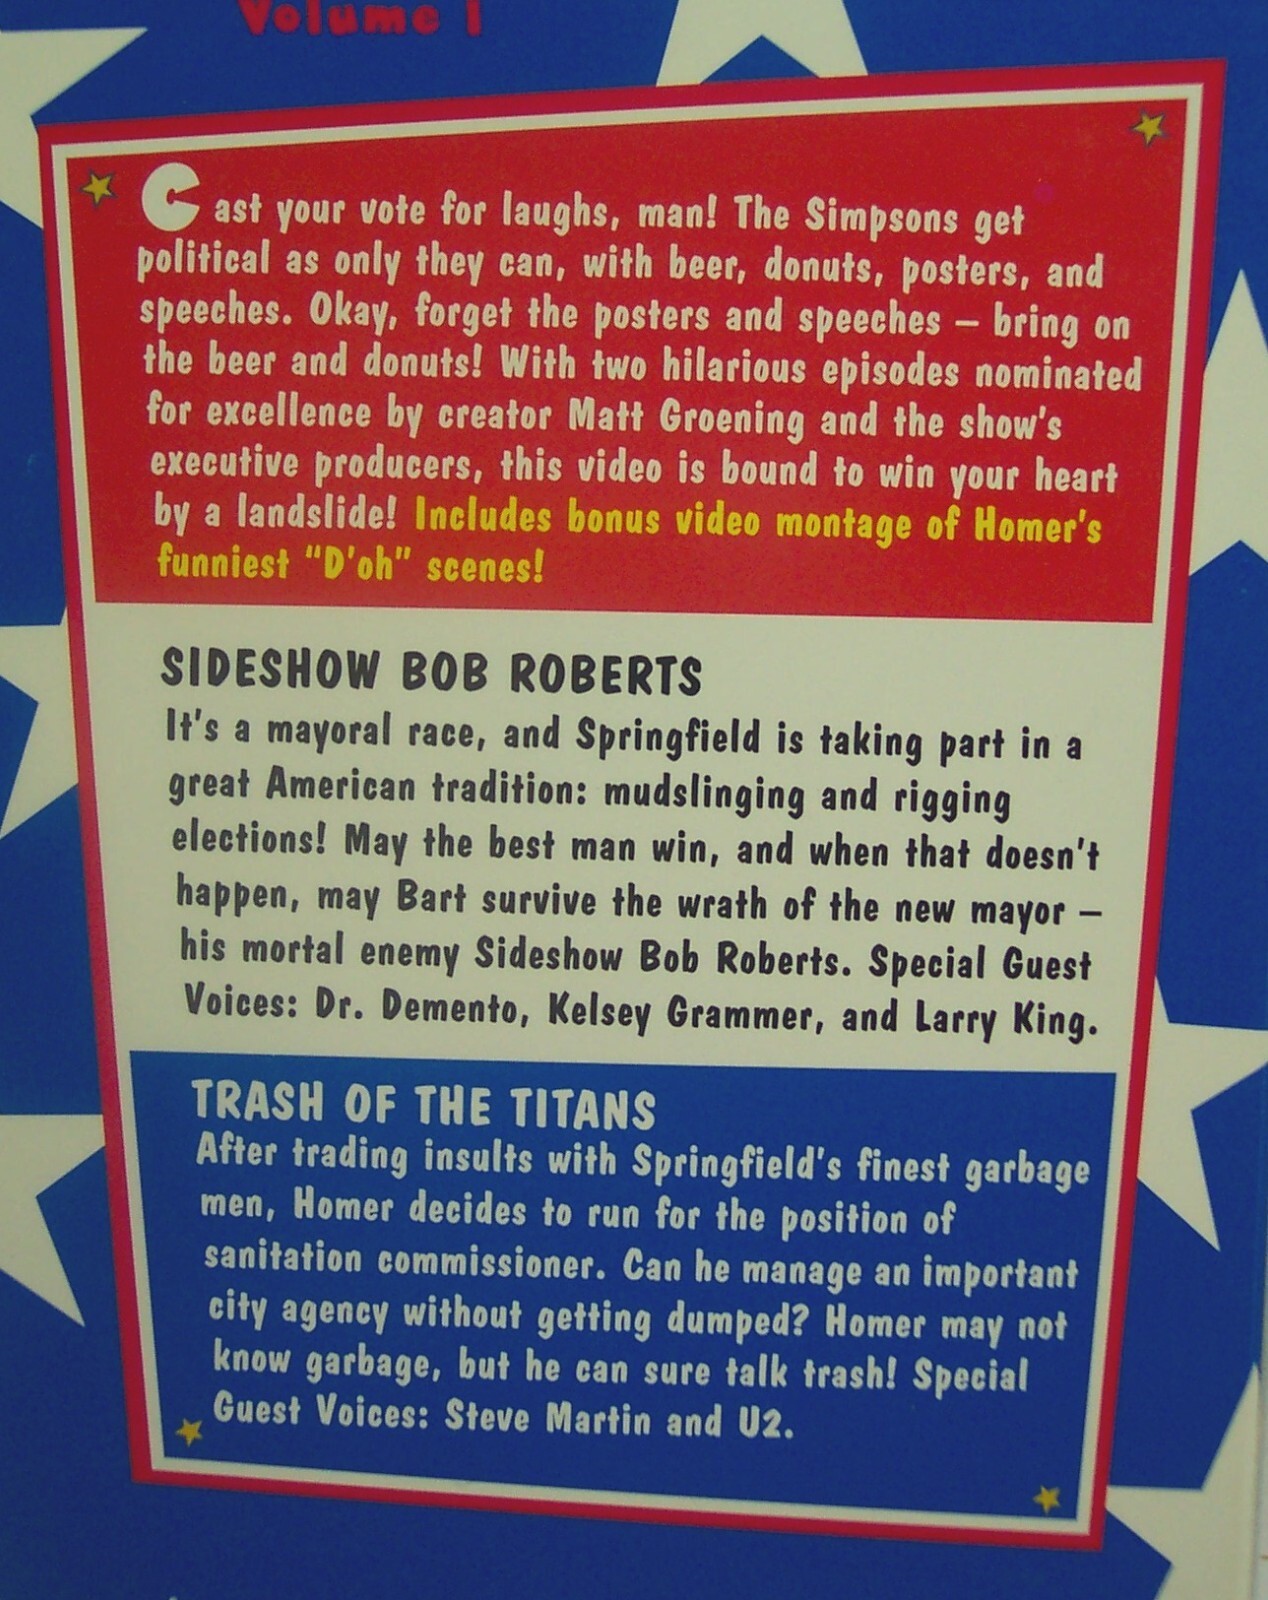 Volume 1
Cast your vote for laughs, man! The Simpsons get
political as only they can, with beer, donuts, posters, and
speeches. Okay, forget the posters and speeches – bring on
the beer and donuts! With two hilarious episodes nominated
for excellence by creator Matt Groening and the show's
executive producers, this video is bound to win your heart
by a landslide! Includes bonus video montage of Homer's
funniest "D'oh" scenes!
SIDESHOW BOB ROBERTS
It's a mayoral race, and Springfield is taking part in a
great American tradition: mudslinging and rigging
elections! May the best man win, and when that doesn't
happen, may Bart survive the wrath of the new mayor –
his mortal enemy Sideshow Bob Roberts. Special Guest
Voices: Dr. Demento, Kelsey Grammer, and Larry King.
TRASH OF THE TITANS
After trading insults with Springfield's finest garbage
men, Homer decides to run for the position of
sanitation commissioner. Can he manage an important
city agency without getting dumped? Homer may not
know garbage, but he can sure talk trash! Special
Guest Voices: Steve Martin and U2.